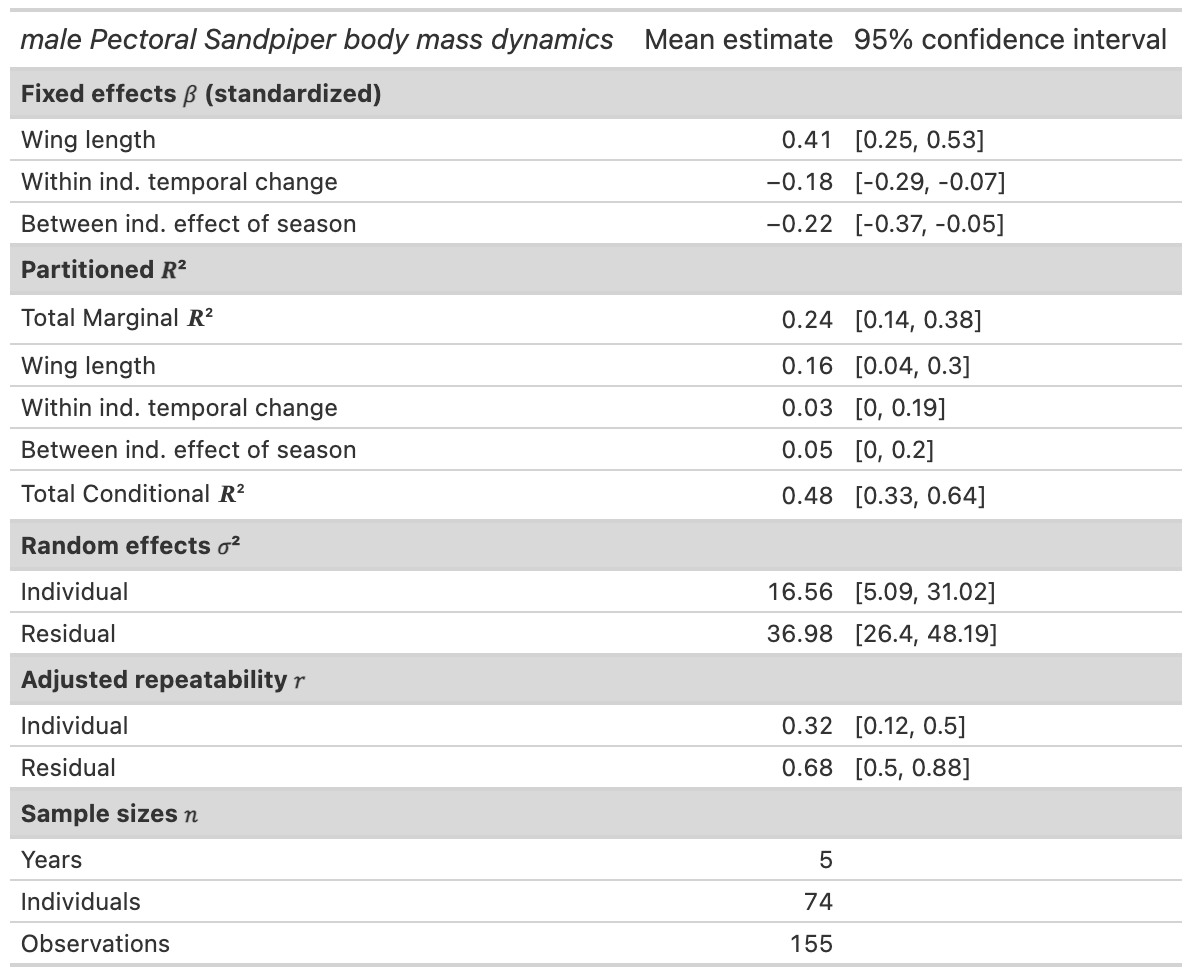 male Pectoral Sandpiper body mass dynamics Mean estimate 95% confidence interval
Fixed effects β (standardized)
Wing length 0.41 [0.25, 0.53]
Within ind. temporal change −0.18 [-0.29, -0.07]
Between ind. effect of season −0.22 [-0.37, -0.05]
Partitioned R²
Total Marginal R² 0.24 [0.14, 0.38]
Wing length 0.16 [0.04, 0.3]
Within ind. temporal change 0.03 [0, 0.19]
Between ind. effect of season 0.05 [0, 0.2]
Total Conditional R² 0.48 [0.33, 0.64]
Random effects σ²
Individual 16.56 [5.09, 31.02]
Residual 36.98 [26.4, 48.19]
Adjusted repeatability r
Individual 0.32 [0.12, 0.5]
Residual 0.68 [0.5, 0.88]
Sample sizes n
Years 5
Individuals 74
Observations 155